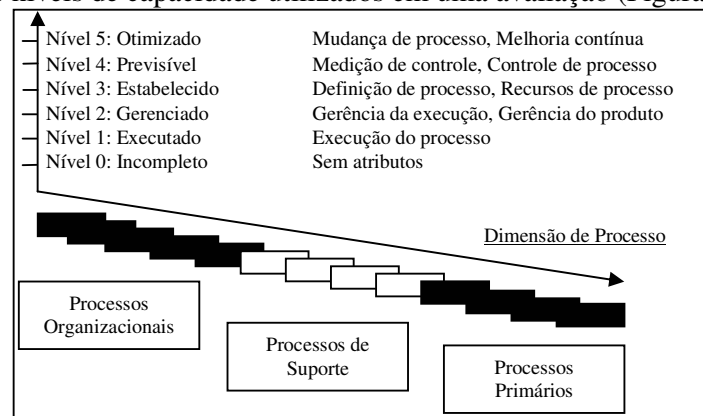 níveis de capacidade utilizados em uma avaliação (Figura
Nível 5: Otimizado Mudança de processo, Melhoria contínua
Nível 4: Previsível Medição de controle, Controle de processo
Nível 3: Estabelecido Definição de processo, Recursos de processo
Nível 2: Gerenciado Gerência da execução, Gerência do produto
Nível 1: Executado Execução do processo
Nível 0: Incompleto Sem atributos
Dimensão de Processo
Processos
Organizacionais
Processos de
Suporte
Processos
Primários